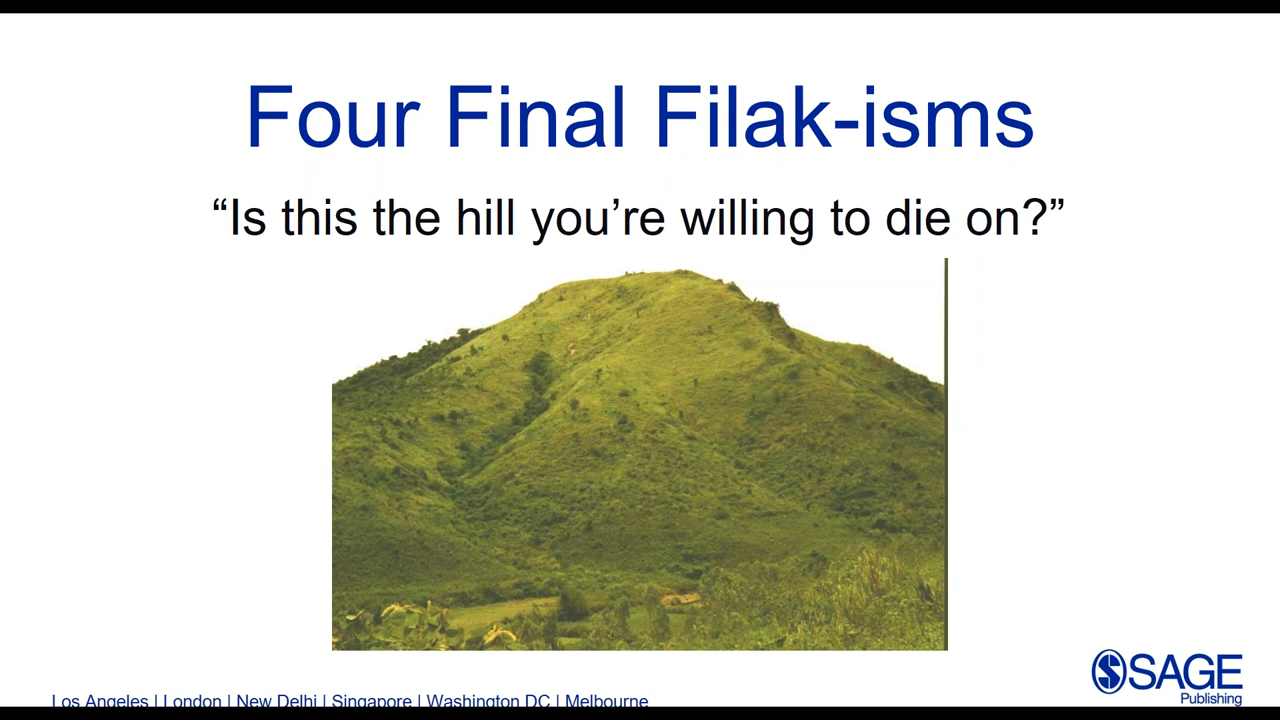 Four Final Filak-isms
“Is this the hill you’re willing to die on?”
SAGE
Publishing
Los Angeles | London | New Delhi | Singapore | Washington DC | Melbourne